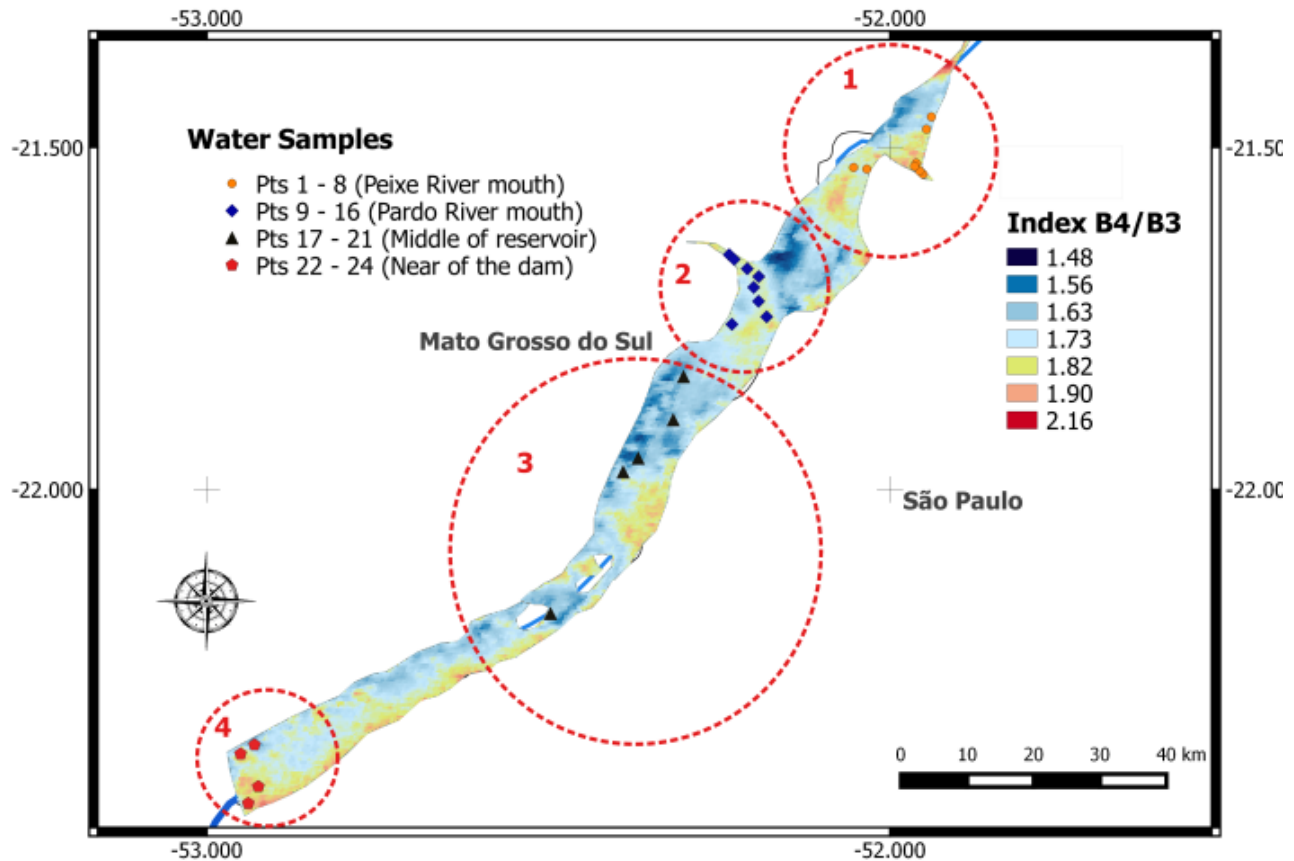 -53.000
-52.000
1
-21.500
-21.50
Water Samples
Pts 1 - 8 (Peixe River mouth)
Pts 9 - 16 (Pardo River mouth)
Pts 17 - 21 (Middle of reservoir)
Pts 22 - 24 (Near of the dam)
2
Index B4/B3
1.48
1.56
1.63
1.73
1.82
1.90
2.16
Mato Grosso do Sul
3
-22.000
-22.00
São Paulo
4
0 10 20 30 40 km
-53.000
-52.000